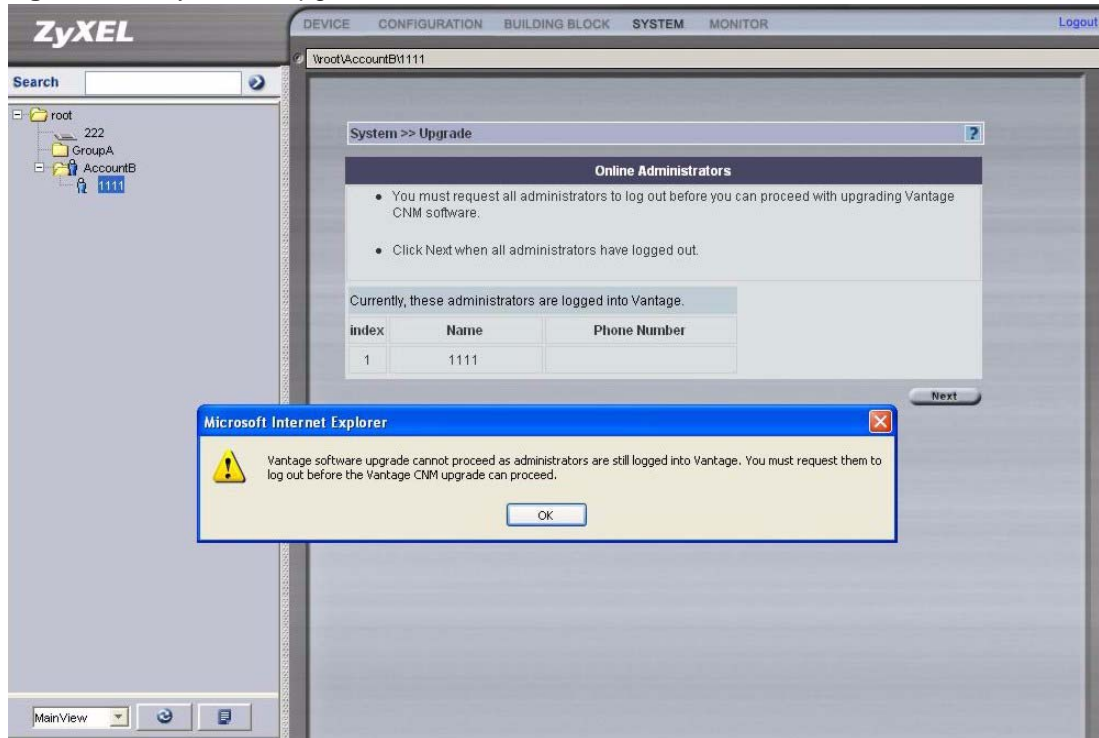 ZyXEL
DEVICE CONFIGURATION BUILDING BLOCK SYSTEM MONITOR Logout
\\root\AccountB\1111
Search
root
222
GroupA
AccountB
1111
System >> Upgrade ?
Online Administrators
• You must request all administrators to log out before you can proceed with upgrading Vantage
CNM software.
• Click Next when all administrators have logged out.
Currently, these administrators are logged into Vantage.
index Name Phone Number
1 1111
Next
Microsoft Internet Explorer
Vantage software upgrade cannot proceed as administrators are still logged into Vantage. You must request them to
log out before the Vantage CNM upgrade can proceed.
OK
MainView